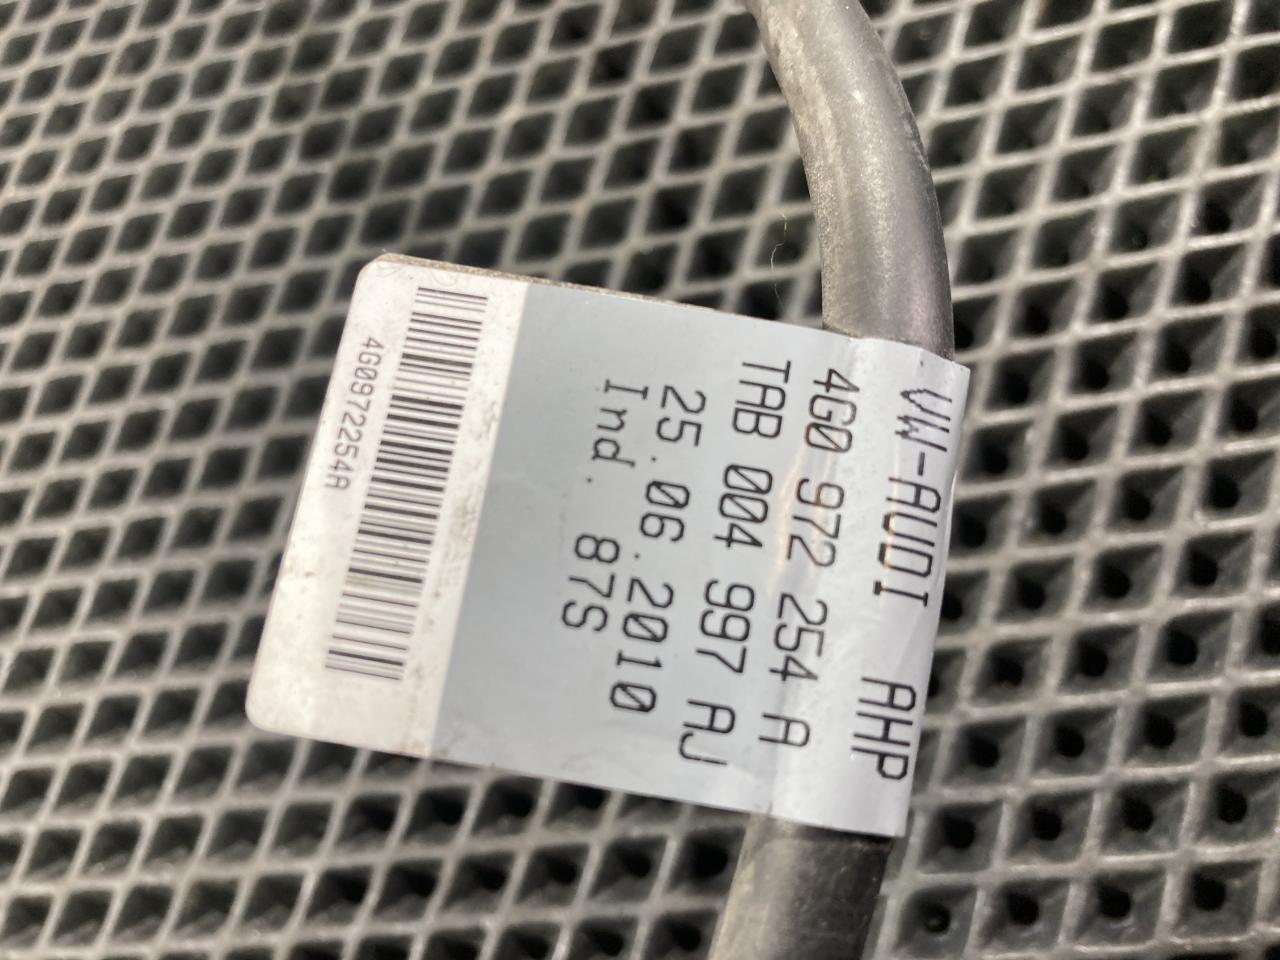 VW-AUDI AHP
4G0 972 254 A
TAB 004 997 AJ
25.06.2010
Ind. 87S
4G0972254A